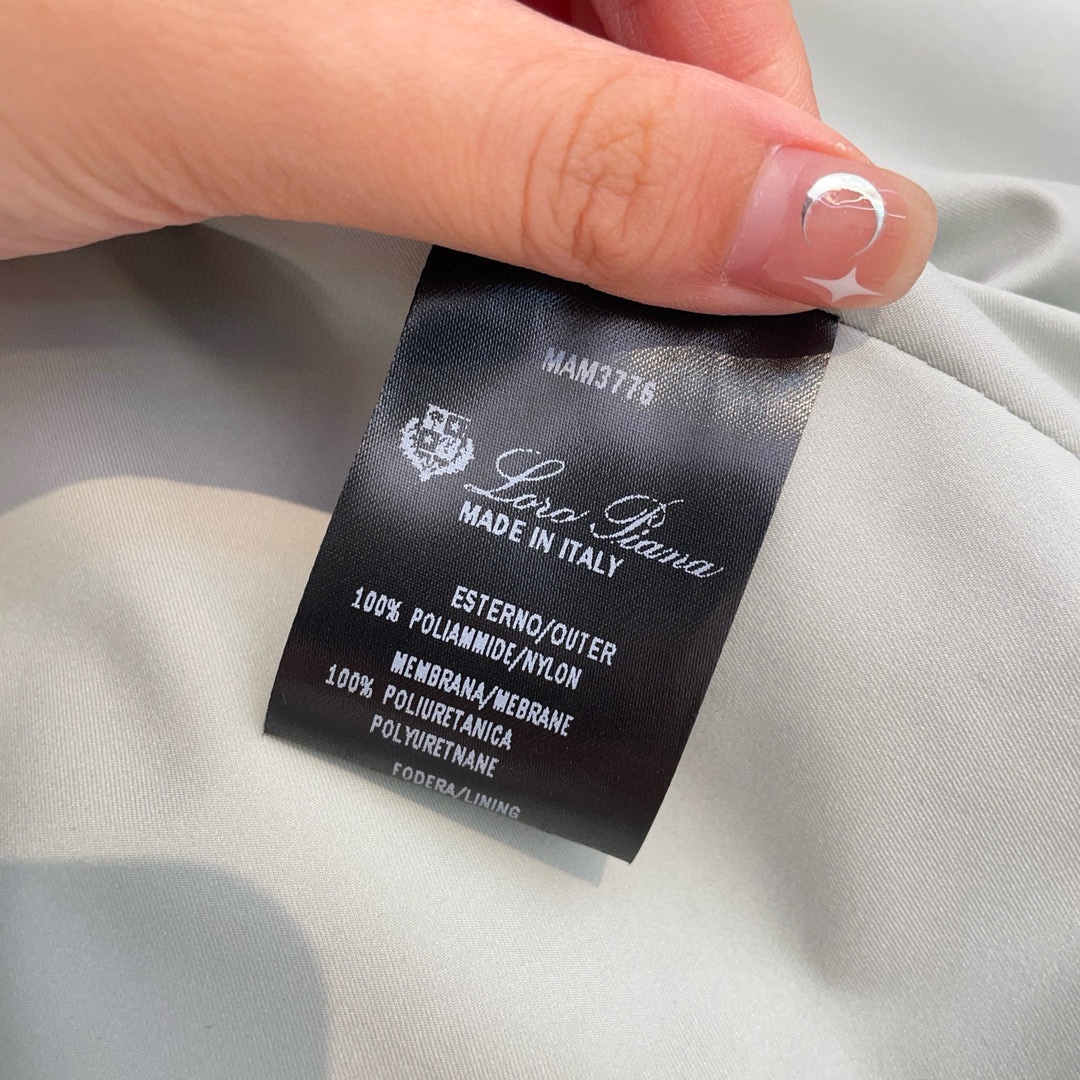 MAM3776
Loro Piana
MADE IN ITALY
ESTERNO/OUTER
100% POLIAMMIDE/NYLON
MEMBRANA/MEBRANE
100% POLIURETANICA
POLYURETNANE
FODERA/LINING